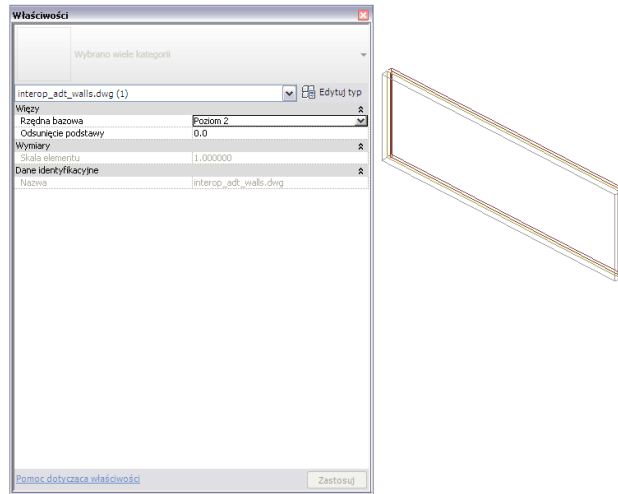 Właściwości
Wybrano wiele kategorii
interop_adt_walls.dwg (1) Edytuj typ
Więzy
Rzędna bazowa Poziom 2
Odsunięcie podstawy 0.0
Wymiary
Skala elementu 1.000000
Dane identyfikacyjne
Nazwa interop_adt_walls.dwg
Pomoc dotycząca właściwości Zastosuj